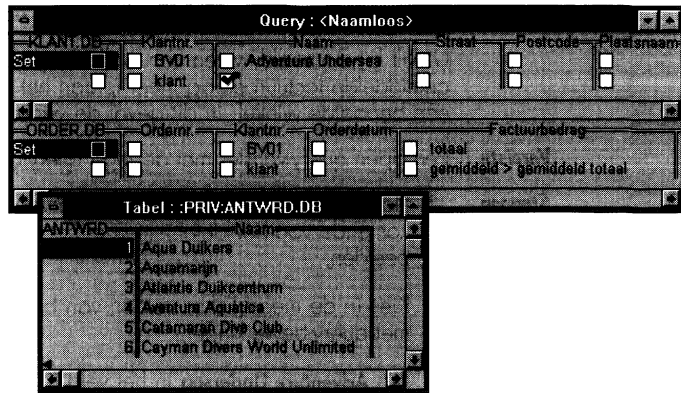 Query : <Naamloos>
KLANT.DB Klantnr. Naam Straat Postcode Plaatsnaam
Set BV01 Adventure Undersea
klant
ORDER.DB Ordernr. Klantnr. Orderdatum Factuurbedrag
Set BV01 totaal
klant gemiddeld > gemiddeld totaal
Tabel : :PRIV:ANTWRD.DB
ANTWRD Naam
1 Aqua Duikers
2 Aquamarijn
3 Atlantis Duikcentrum
4 Aventura Aquatica
5 Catamaran Dive Club
6 Cayman Divers World Unlimited